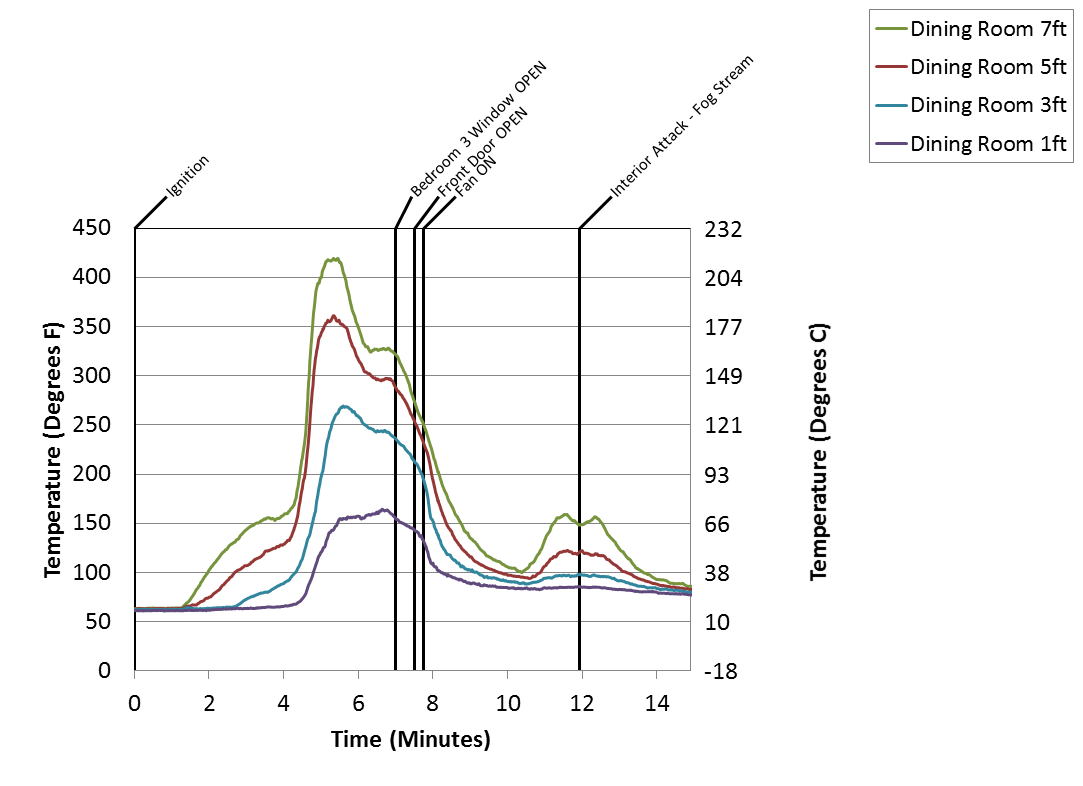 Dining Room 7ft
Dining Room 5ft
Dining Room 3ft
Dining Room 1ft
Ignition
Bedroom 3 Window OPEN
Front Door OPEN
Fan ON
Interior Attack - Fog Stream
Temperature (Degrees F)
450
400
350
300
250
200
150
100
50
0
232
204
177
149
121
93
66
38
10
-18
Temperature (Degrees C)
0 2 4 6 8 10 12 14
Time (Minutes)